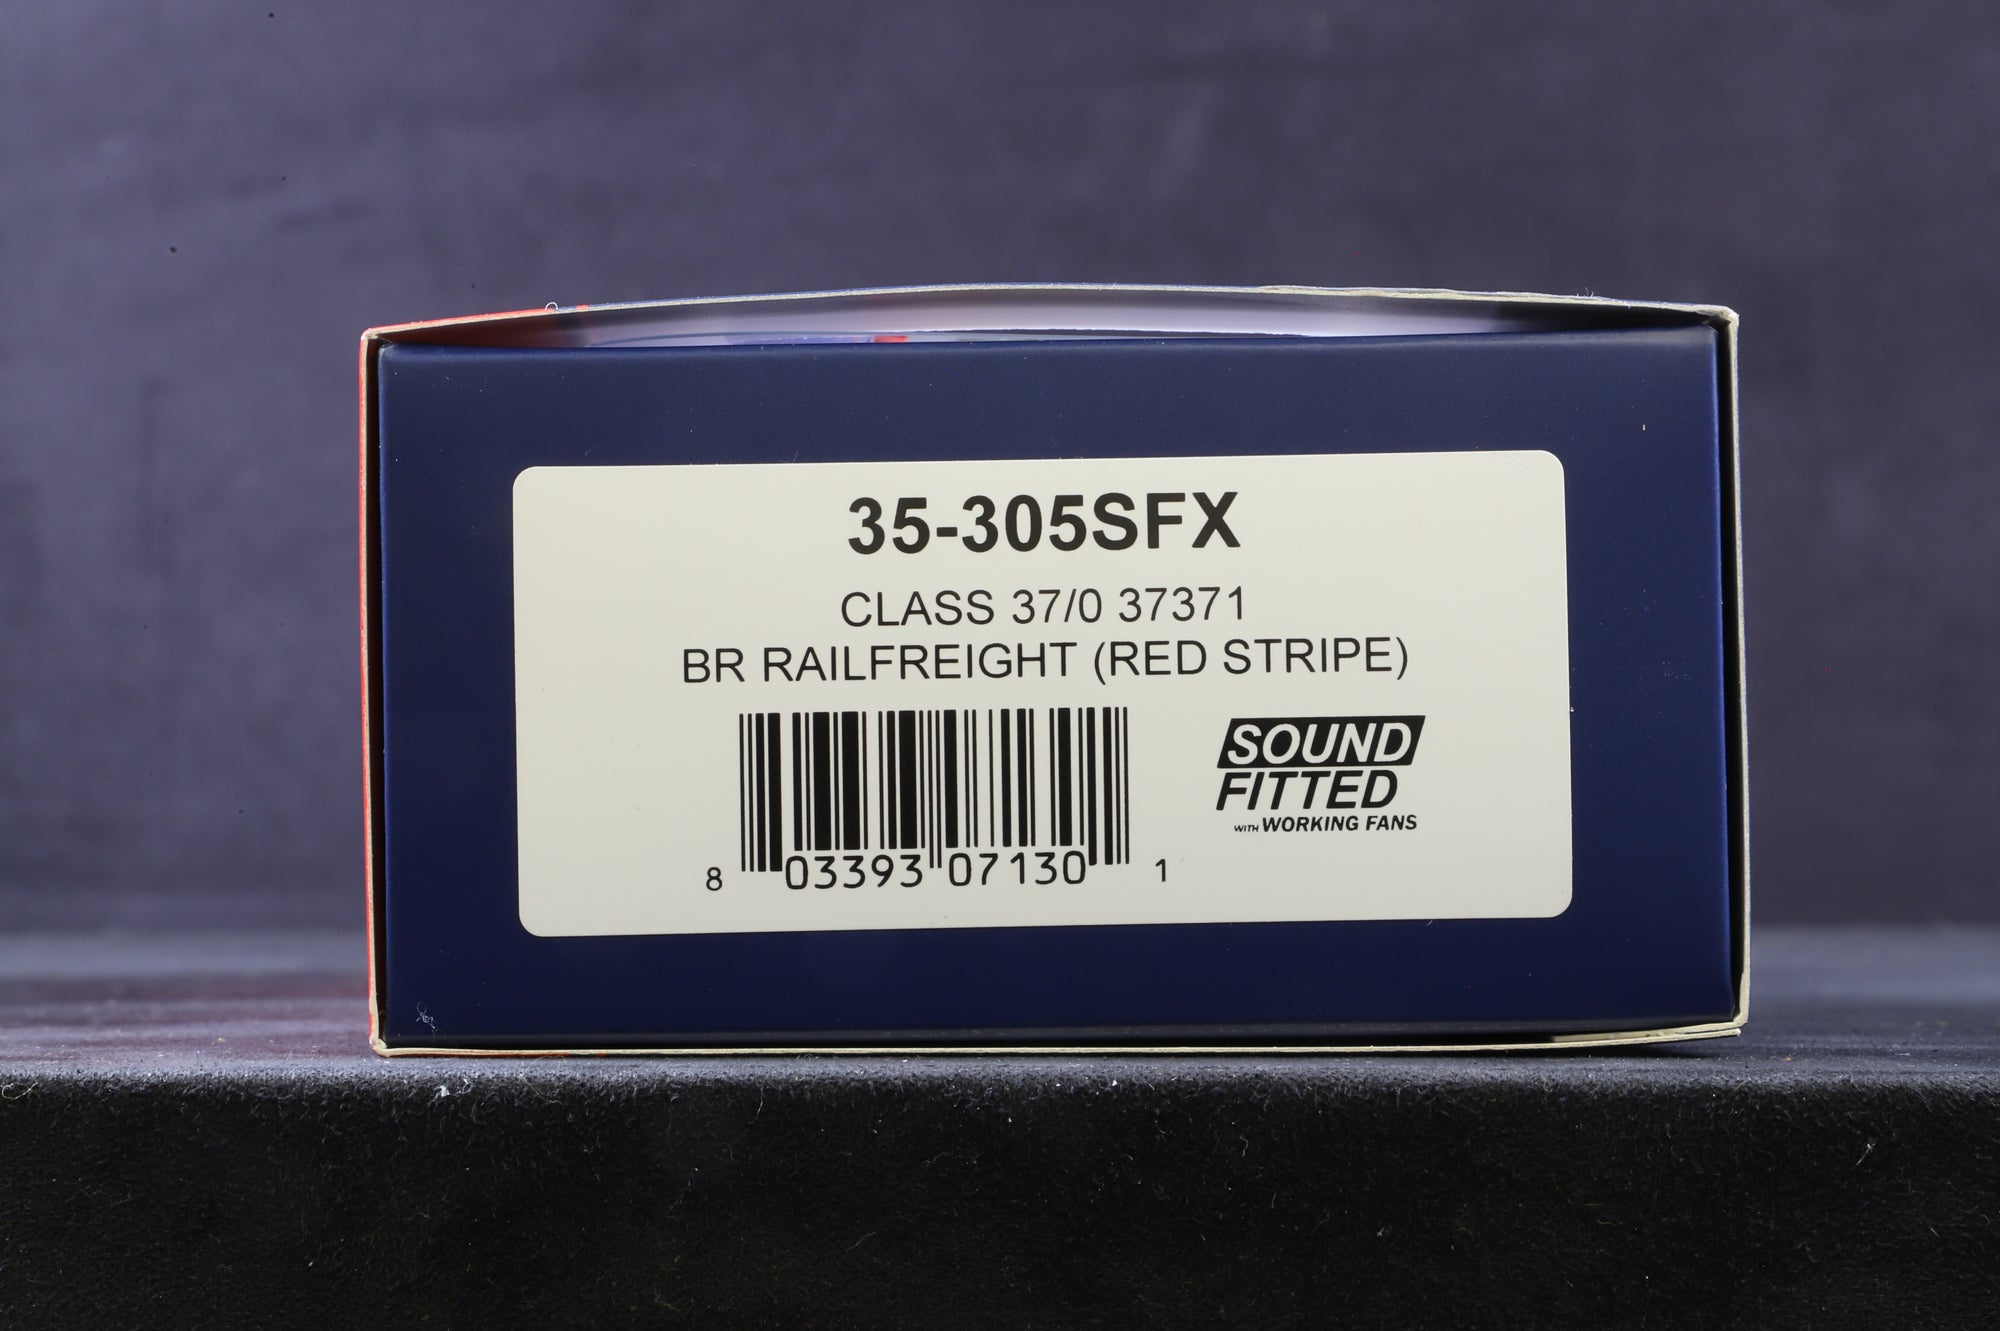 35-305SFX
CLASS 37/0 37371
BR RAILFREIGHT (RED STRIPE)
SOUND
FITTED
WITH WORKING FANS
8 03393 07130 1